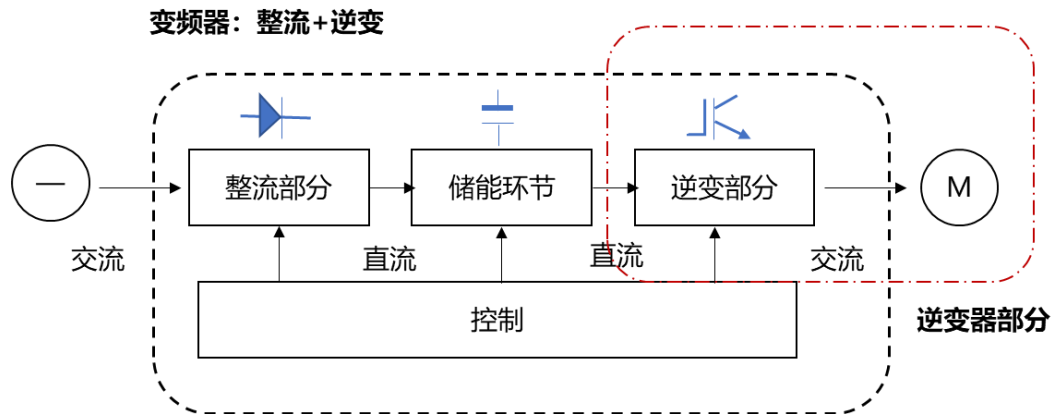 变频器：整流+逆变
整流部分
储能环节
逆变部分
M
交流
直流
直流
交流
控制
逆变器部分